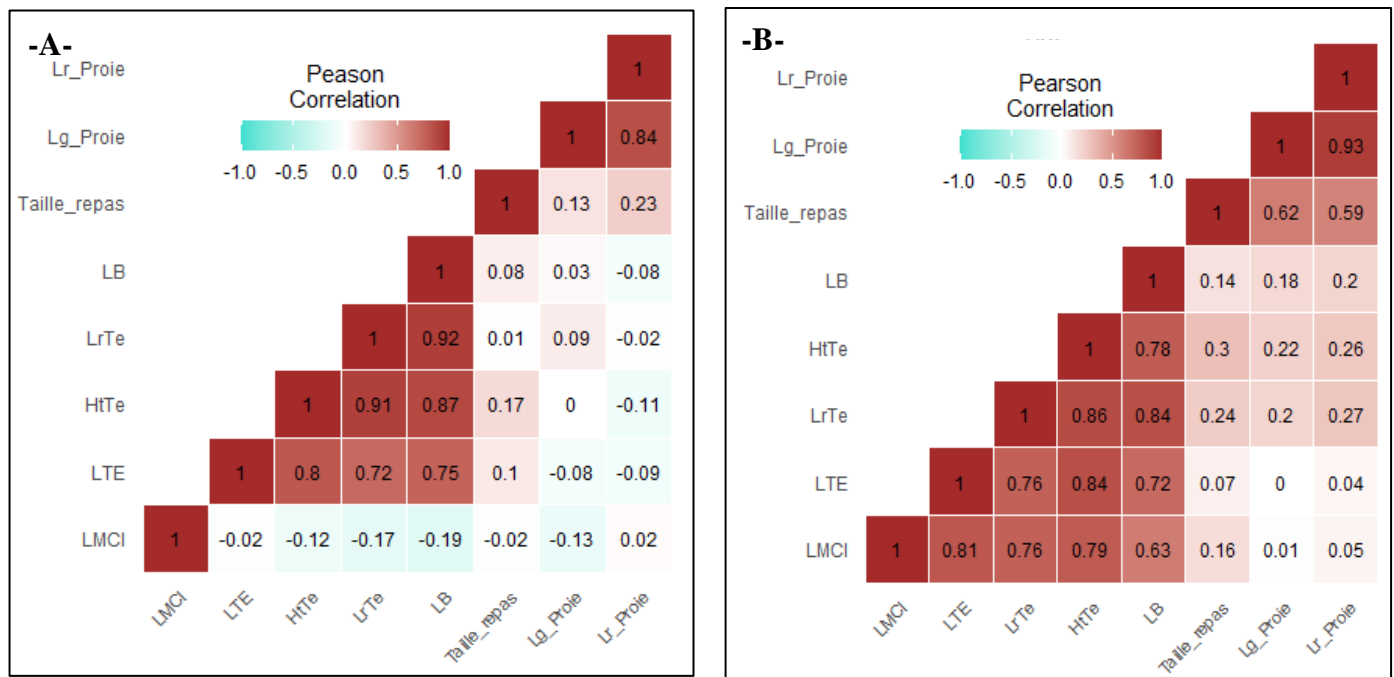 -A-
Peason
Correlation
-1.0 -0.5 0.0 0.5 1.0
Lr_Proie 1
Lg_Proie 1 0.84
Taille_repas 1 0.13 0.23
LB 1 0.08 0.03 -0.08
LrTe 1 0.92 0.01 0.09 -0.02
HtTe 1 0.91 0.87 0.17 0 -0.11
LTE 1 0.8 0.72 0.75 0.1 -0.08 -0.09
LMCl 1 -0.02 -0.12 -0.17 -0.19 -0.02 -0.13 0.02
LMCl LTE HtTe LrTe LB Taille_repas Lg_Proie Lr_Proie
-B-
Pearson
Correlation
-1.0 -0.5 0.0 0.5 1.0
Lr_Proie 1
Lg_Proie 1 0.93
Taille_repas 1 0.62 0.59
LB 1 0.14 0.18 0.2
HtTe 1 0.78 0.3 0.22 0.26
LrTe 1 0.86 0.84 0.24 0.2 0.27
LTE 1 0.76 0.84 0.72 0.07 0 0.04
LMCl 1 0.81 0.76 0.79 0.63 0.16 0.01 0.05
LMCl LTE LrTe HtTe LB Taille_repas Lg_Proie Lr_Proie